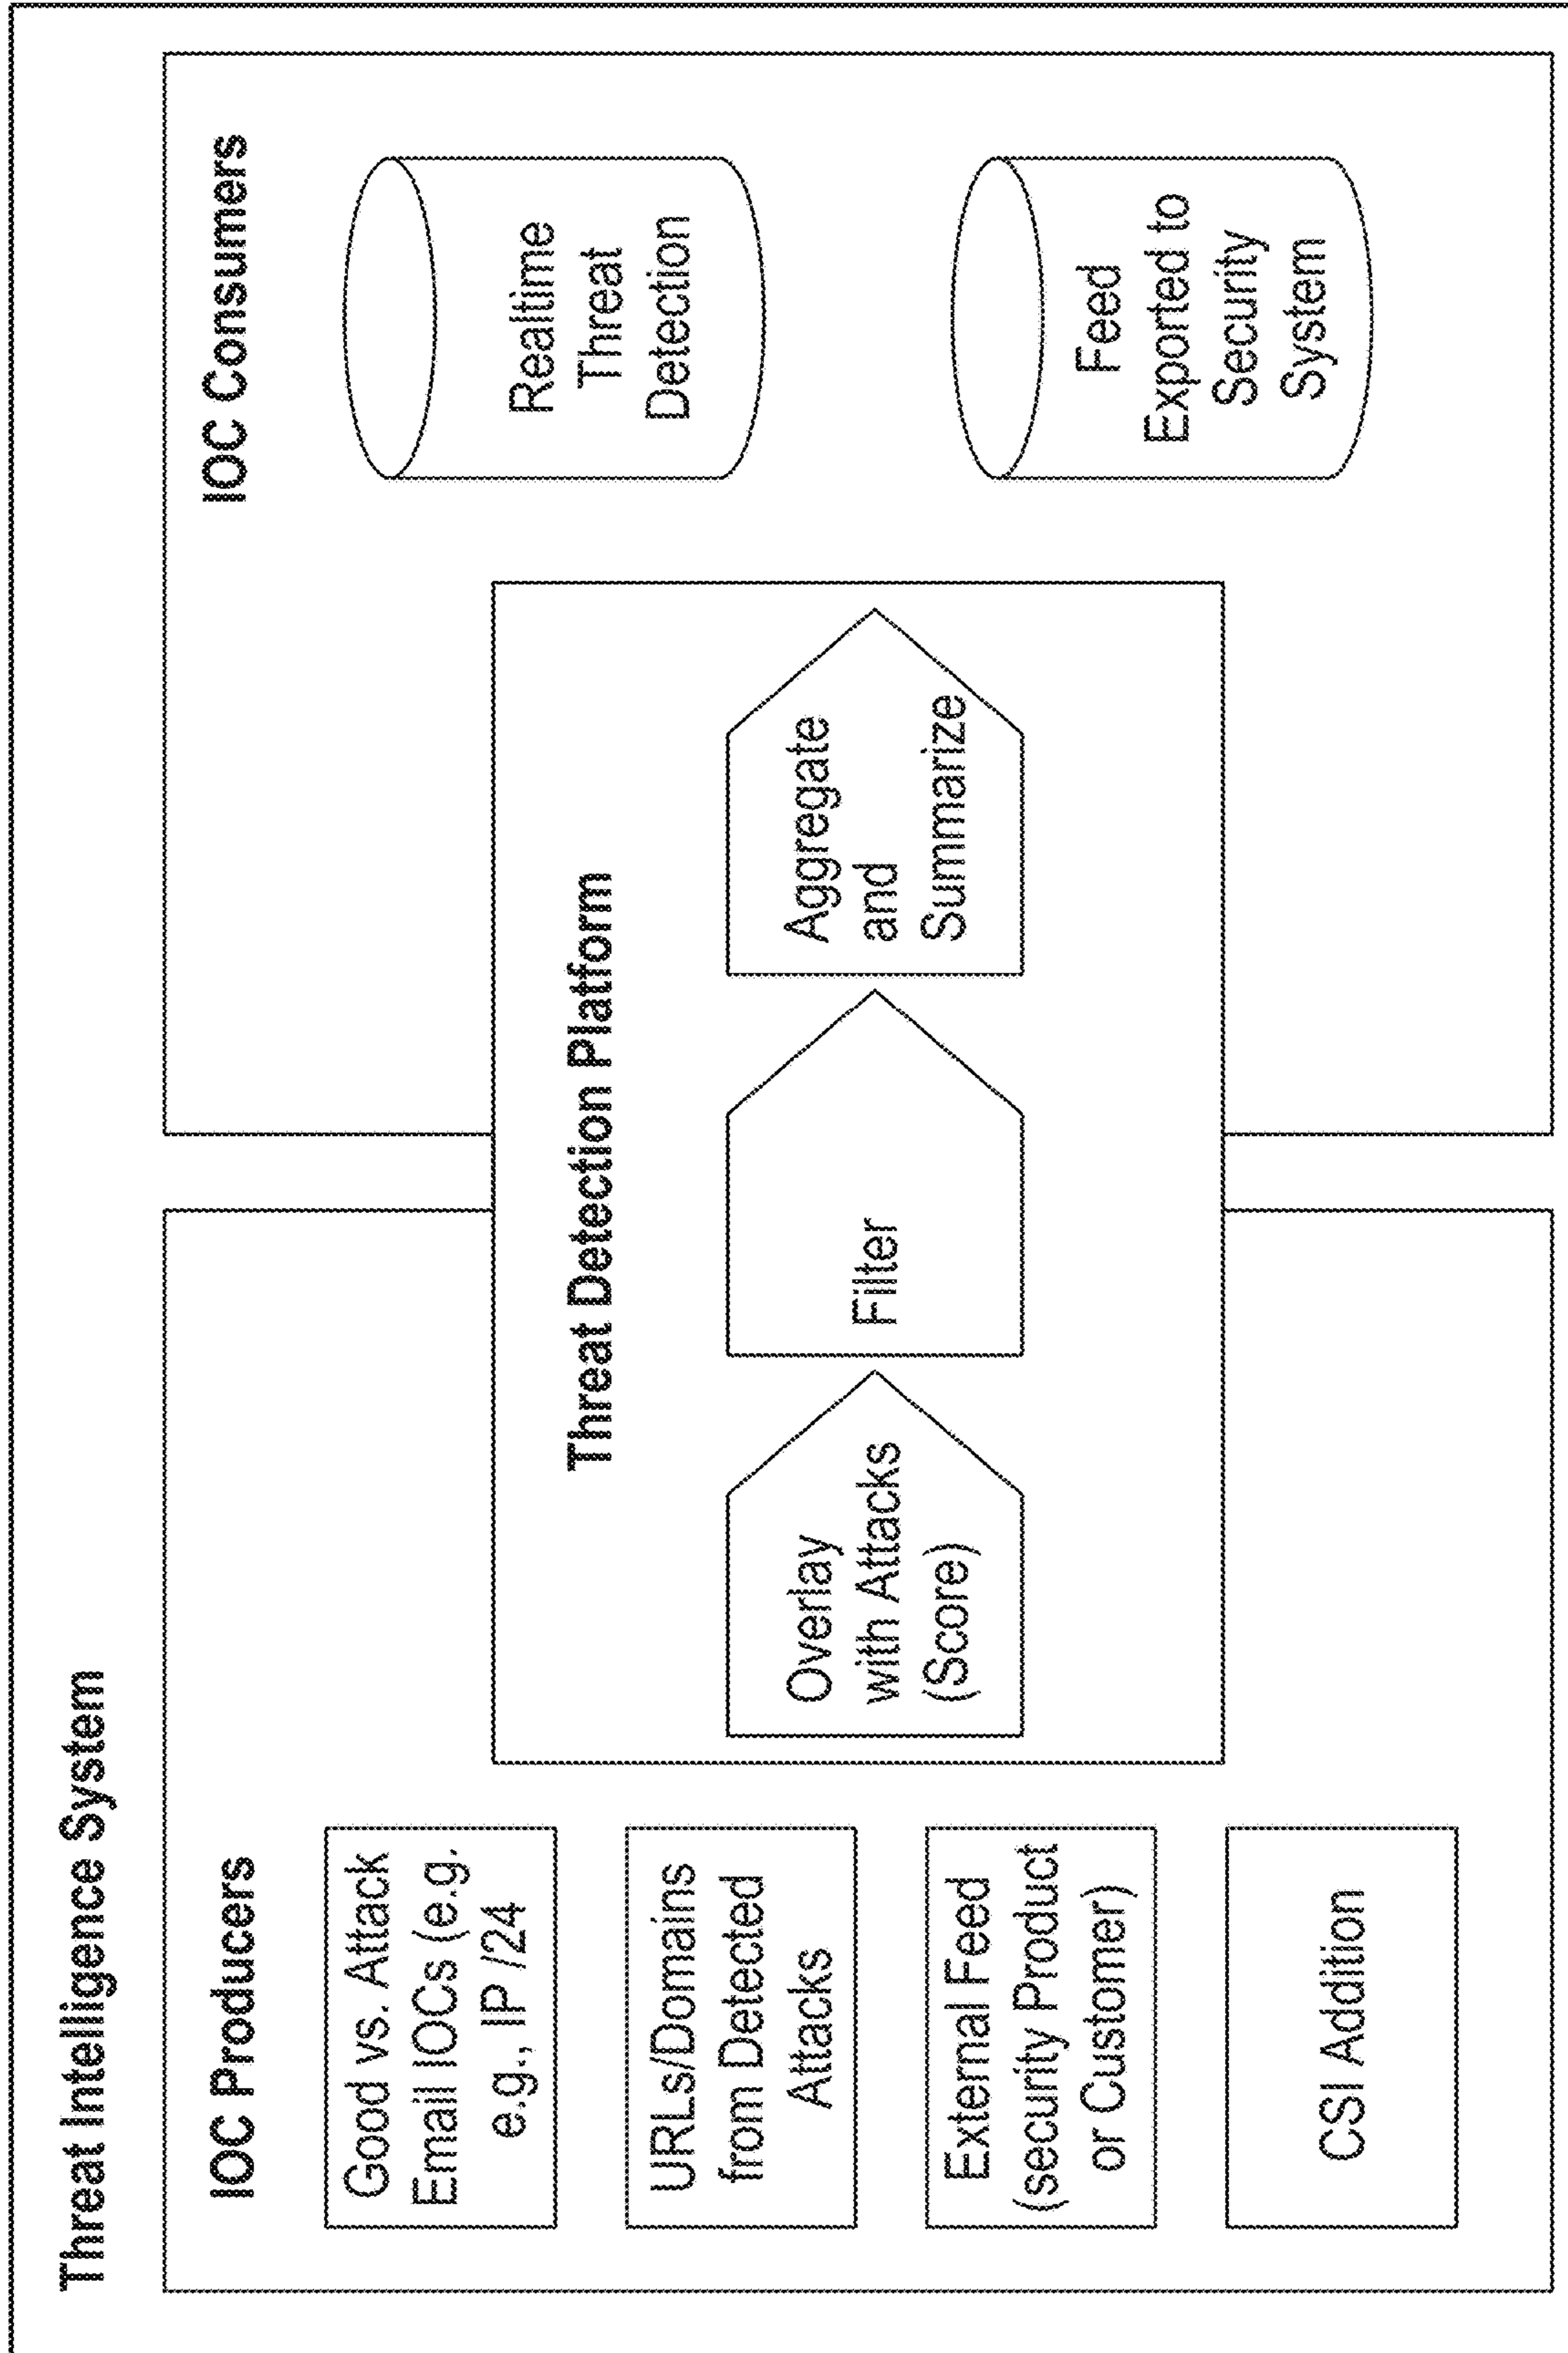 Threat Intelligence System
IOC Producers
Good vs. Attack
Email IOCs (e.g.
e.g., IP /24
URLs/Domains
from Detected
Attacks
External Feed
(security Product
or Customer)
CSI Addition
Threat Detection Platform
Overlay
with Attacks
(Score)
Filter
Aggregate
and
Summarize
IOC Consumers
Realtime
Threat
Detection
Feed
Exported to
Security
System